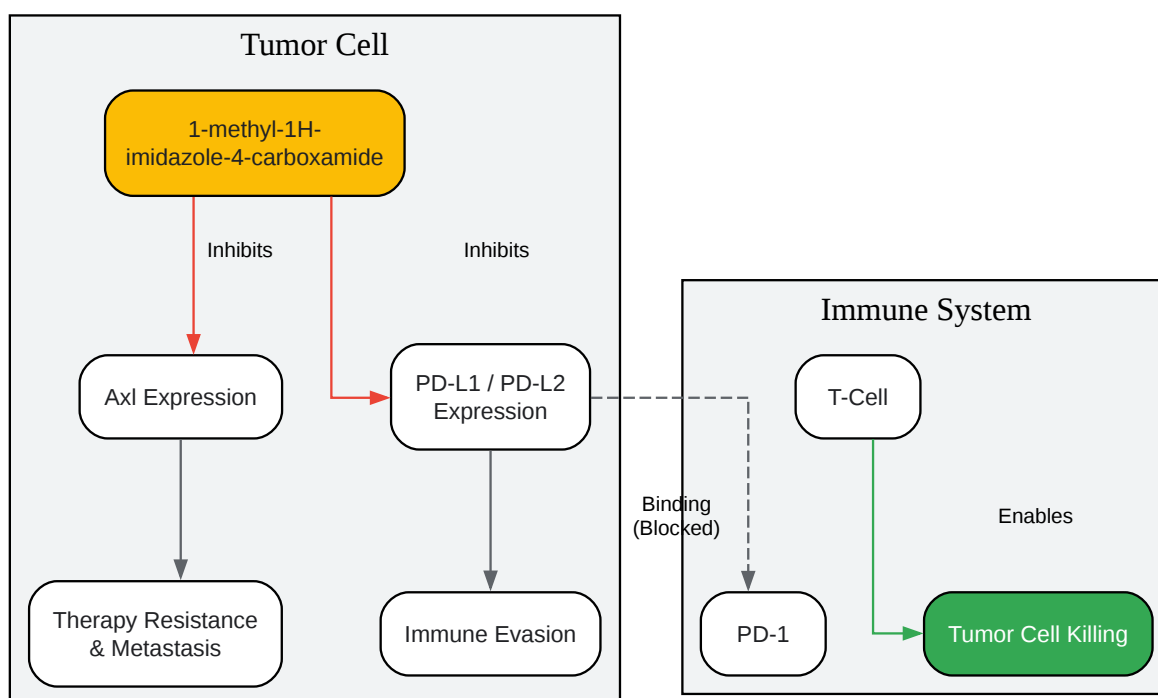 Tumor Cell
1-methyl-1H-
imidazole-4-carboxamide
Inhibits
Inhibits
Immune System
Axl Expression
PD-L1 / PD-L2
Expression
T-Cell
Binding
(Blocked)
Enables
Therapy Resistance
& Metastasis
Immune Evasion
PD-1
Tumor Cell Killing